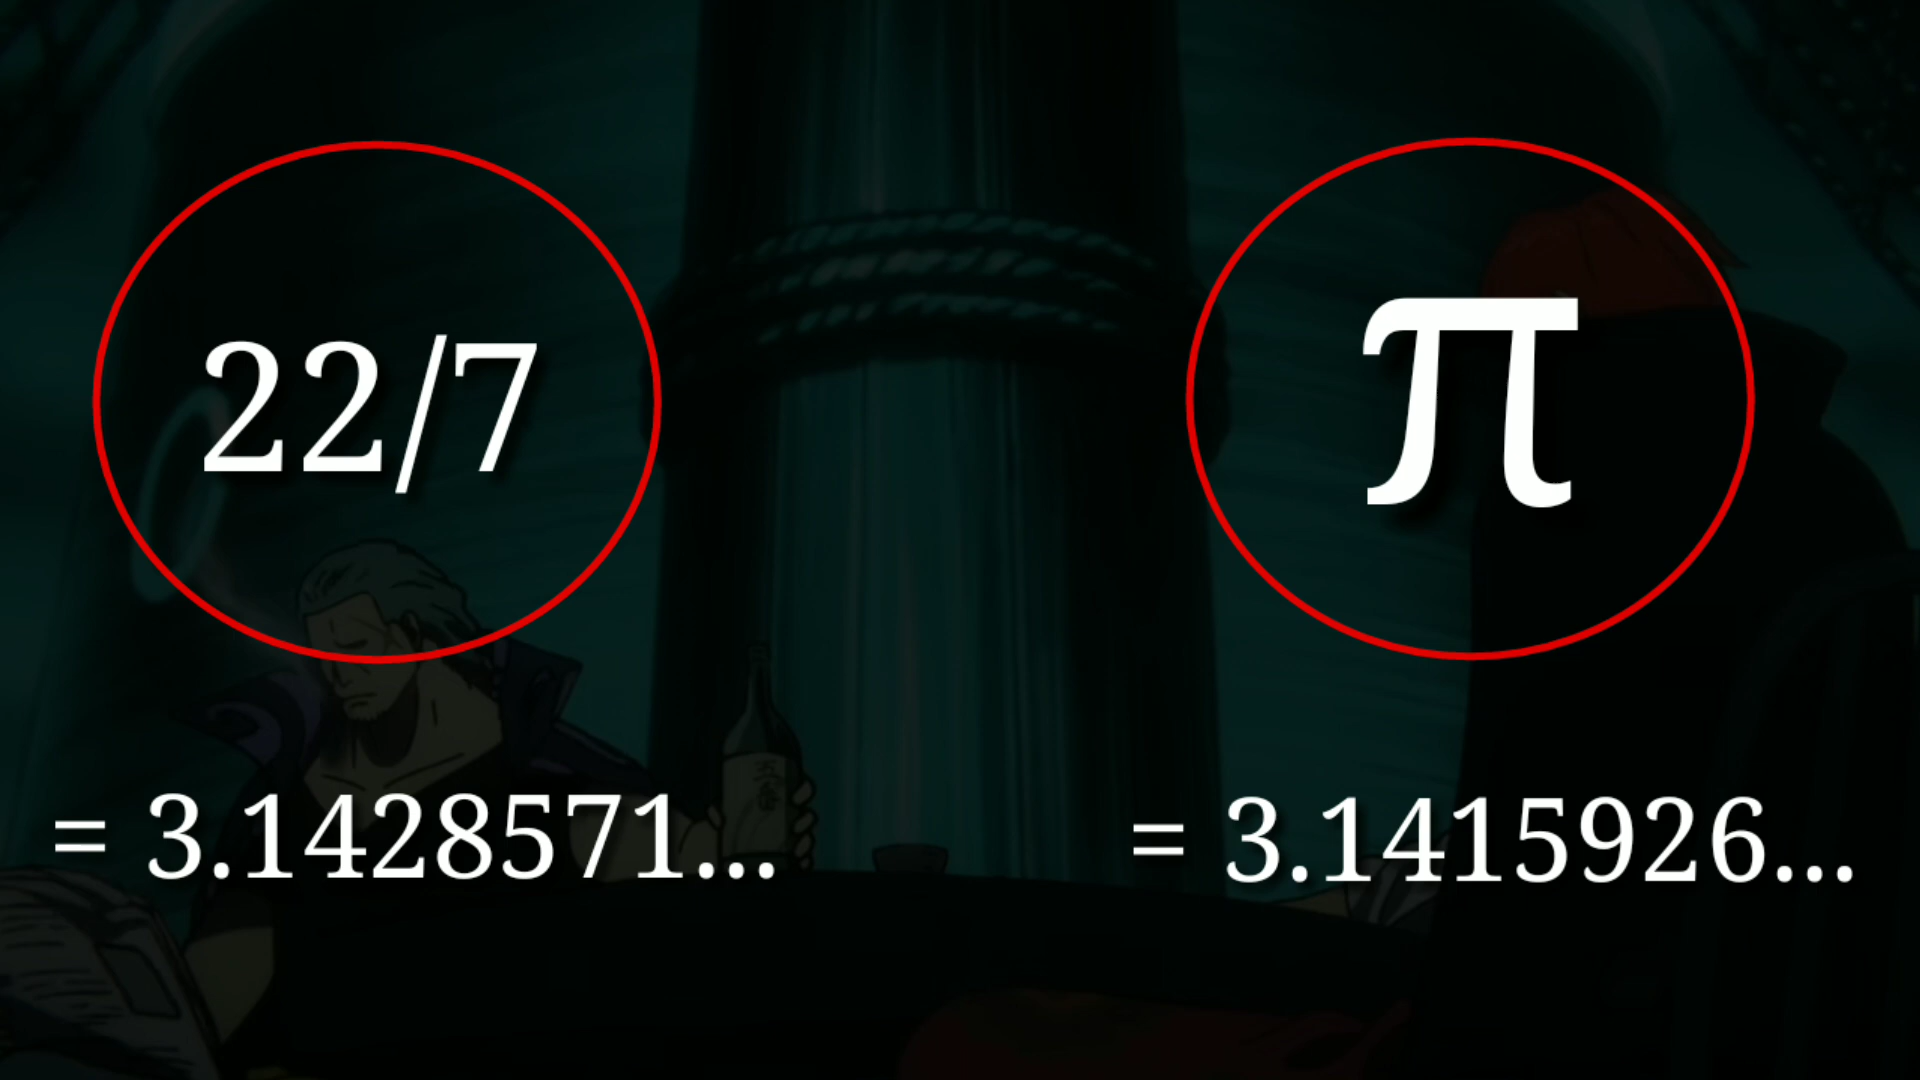 22/7
π
= 3.1428571...
= 3.1415926...